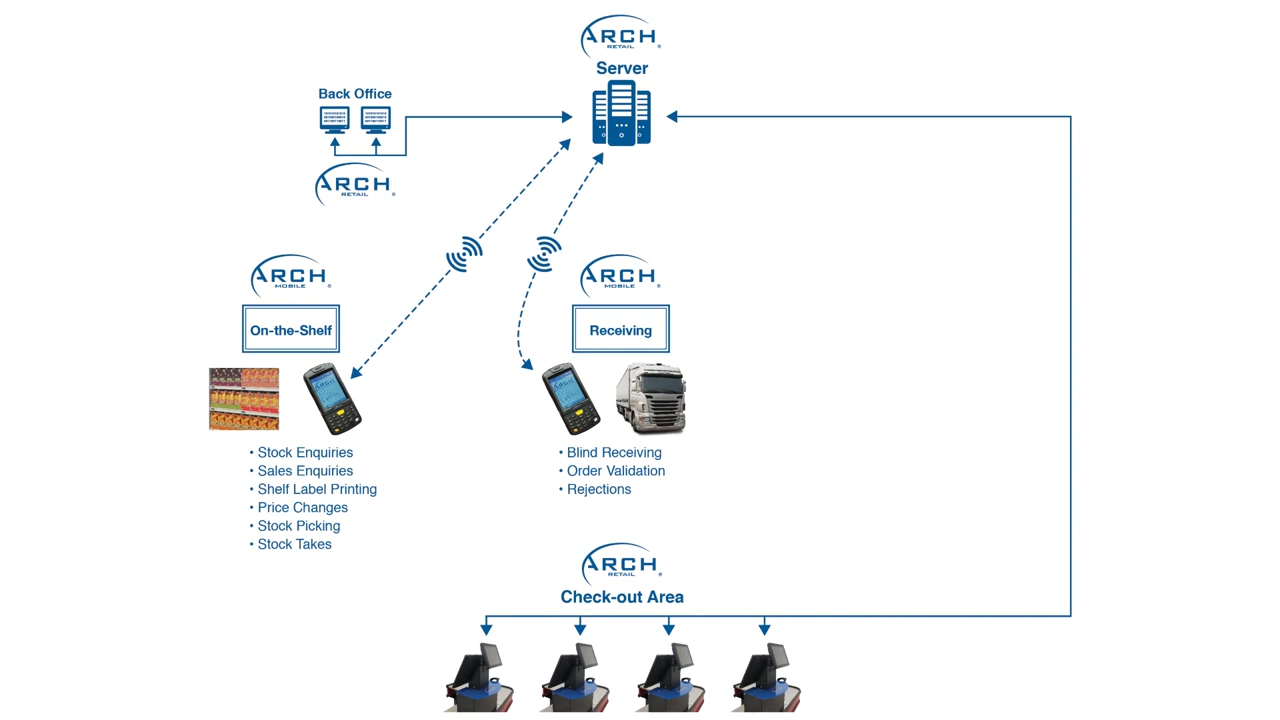 ARCH
RETAIL
Server
Back Office
ARCH
RETAIL
ARCH
MOBILE
On-the-Shelf
ARCH
MOBILE
Receiving
ARCH
ARCH
• Stock Enquiries
• Sales Enquiries
• Shelf Label Printing
• Price Changes
• Stock Picking
• Stock Takes
• Blind Receiving
• Order Validation
• Rejections
ARCH
RETAIL
Check-out Area